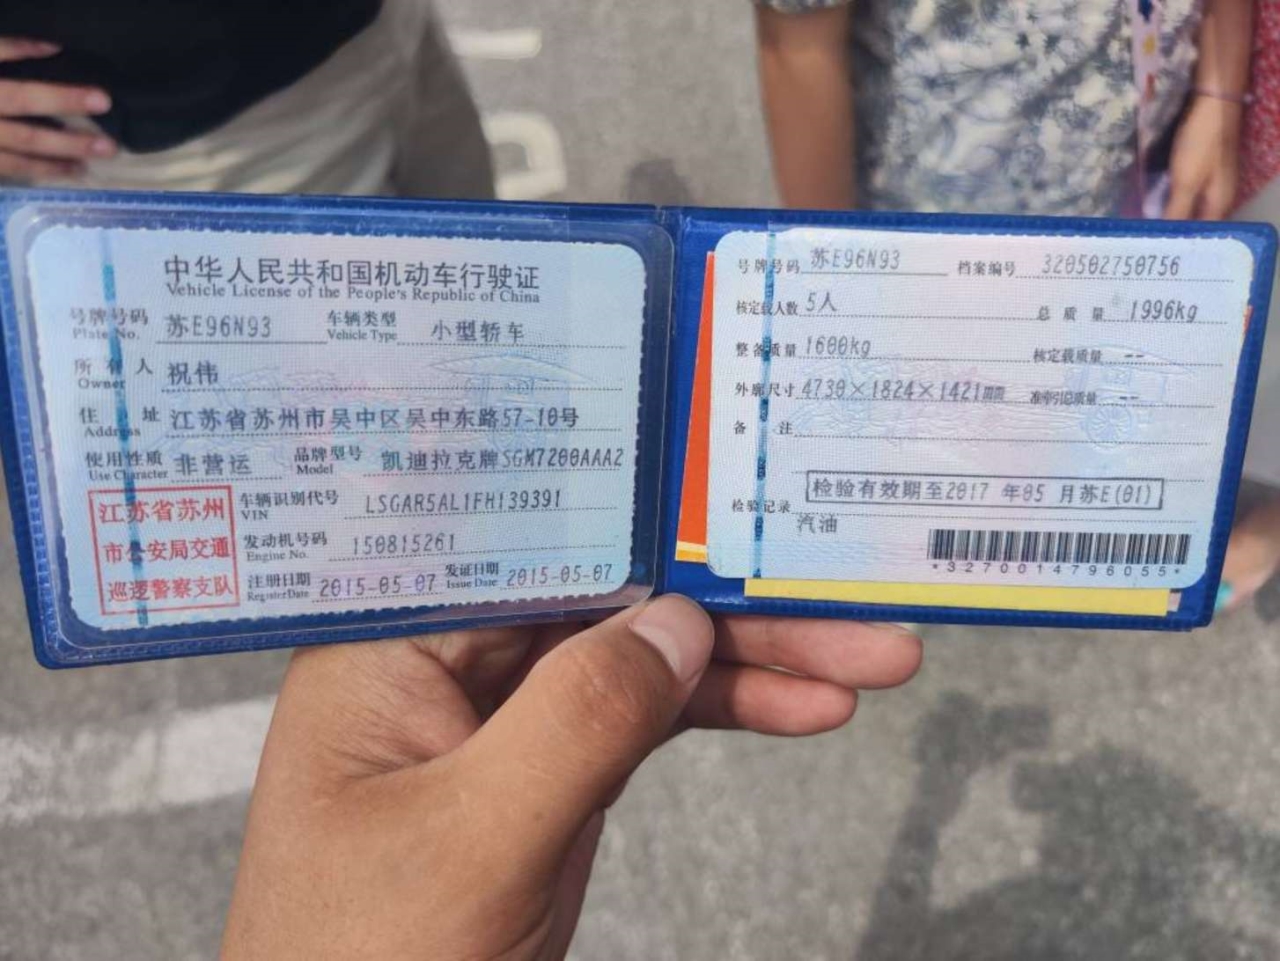 中华人民共和国机动车行驶证
Vehicle License of the People's Republic of China
号牌号码 苏E96N93 车辆类型 小型轿车
Plate No. Vehicle Type
所有人 祝伟
Owner
住址 江苏省苏州市吴中区吴中东路57-10号
Address
使用性质 非营运 品牌型号 凯迪拉克牌SGM7200AAA2
Use Character Model
江苏省苏州
市公安局交通
巡逻警察支队
车辆识别代号 LSGAR5AL1FH139391
VIN
发动机号码 150815261
Engine No.
注册日期 2015-05-07 发证日期 2015-05-07
Register Date Issue Date
号牌号码 苏E96N93 档案编号 320502750756
核定载人数 5人 总质量 1996kg
整备质量 1600kg 核定载质量 --
外廓尺寸 4730×1824×1421mm 准牵引总质量 --
备注
检验记录 检验有效期至2017 年05 月苏E(01)
汽油
*3270014796055*